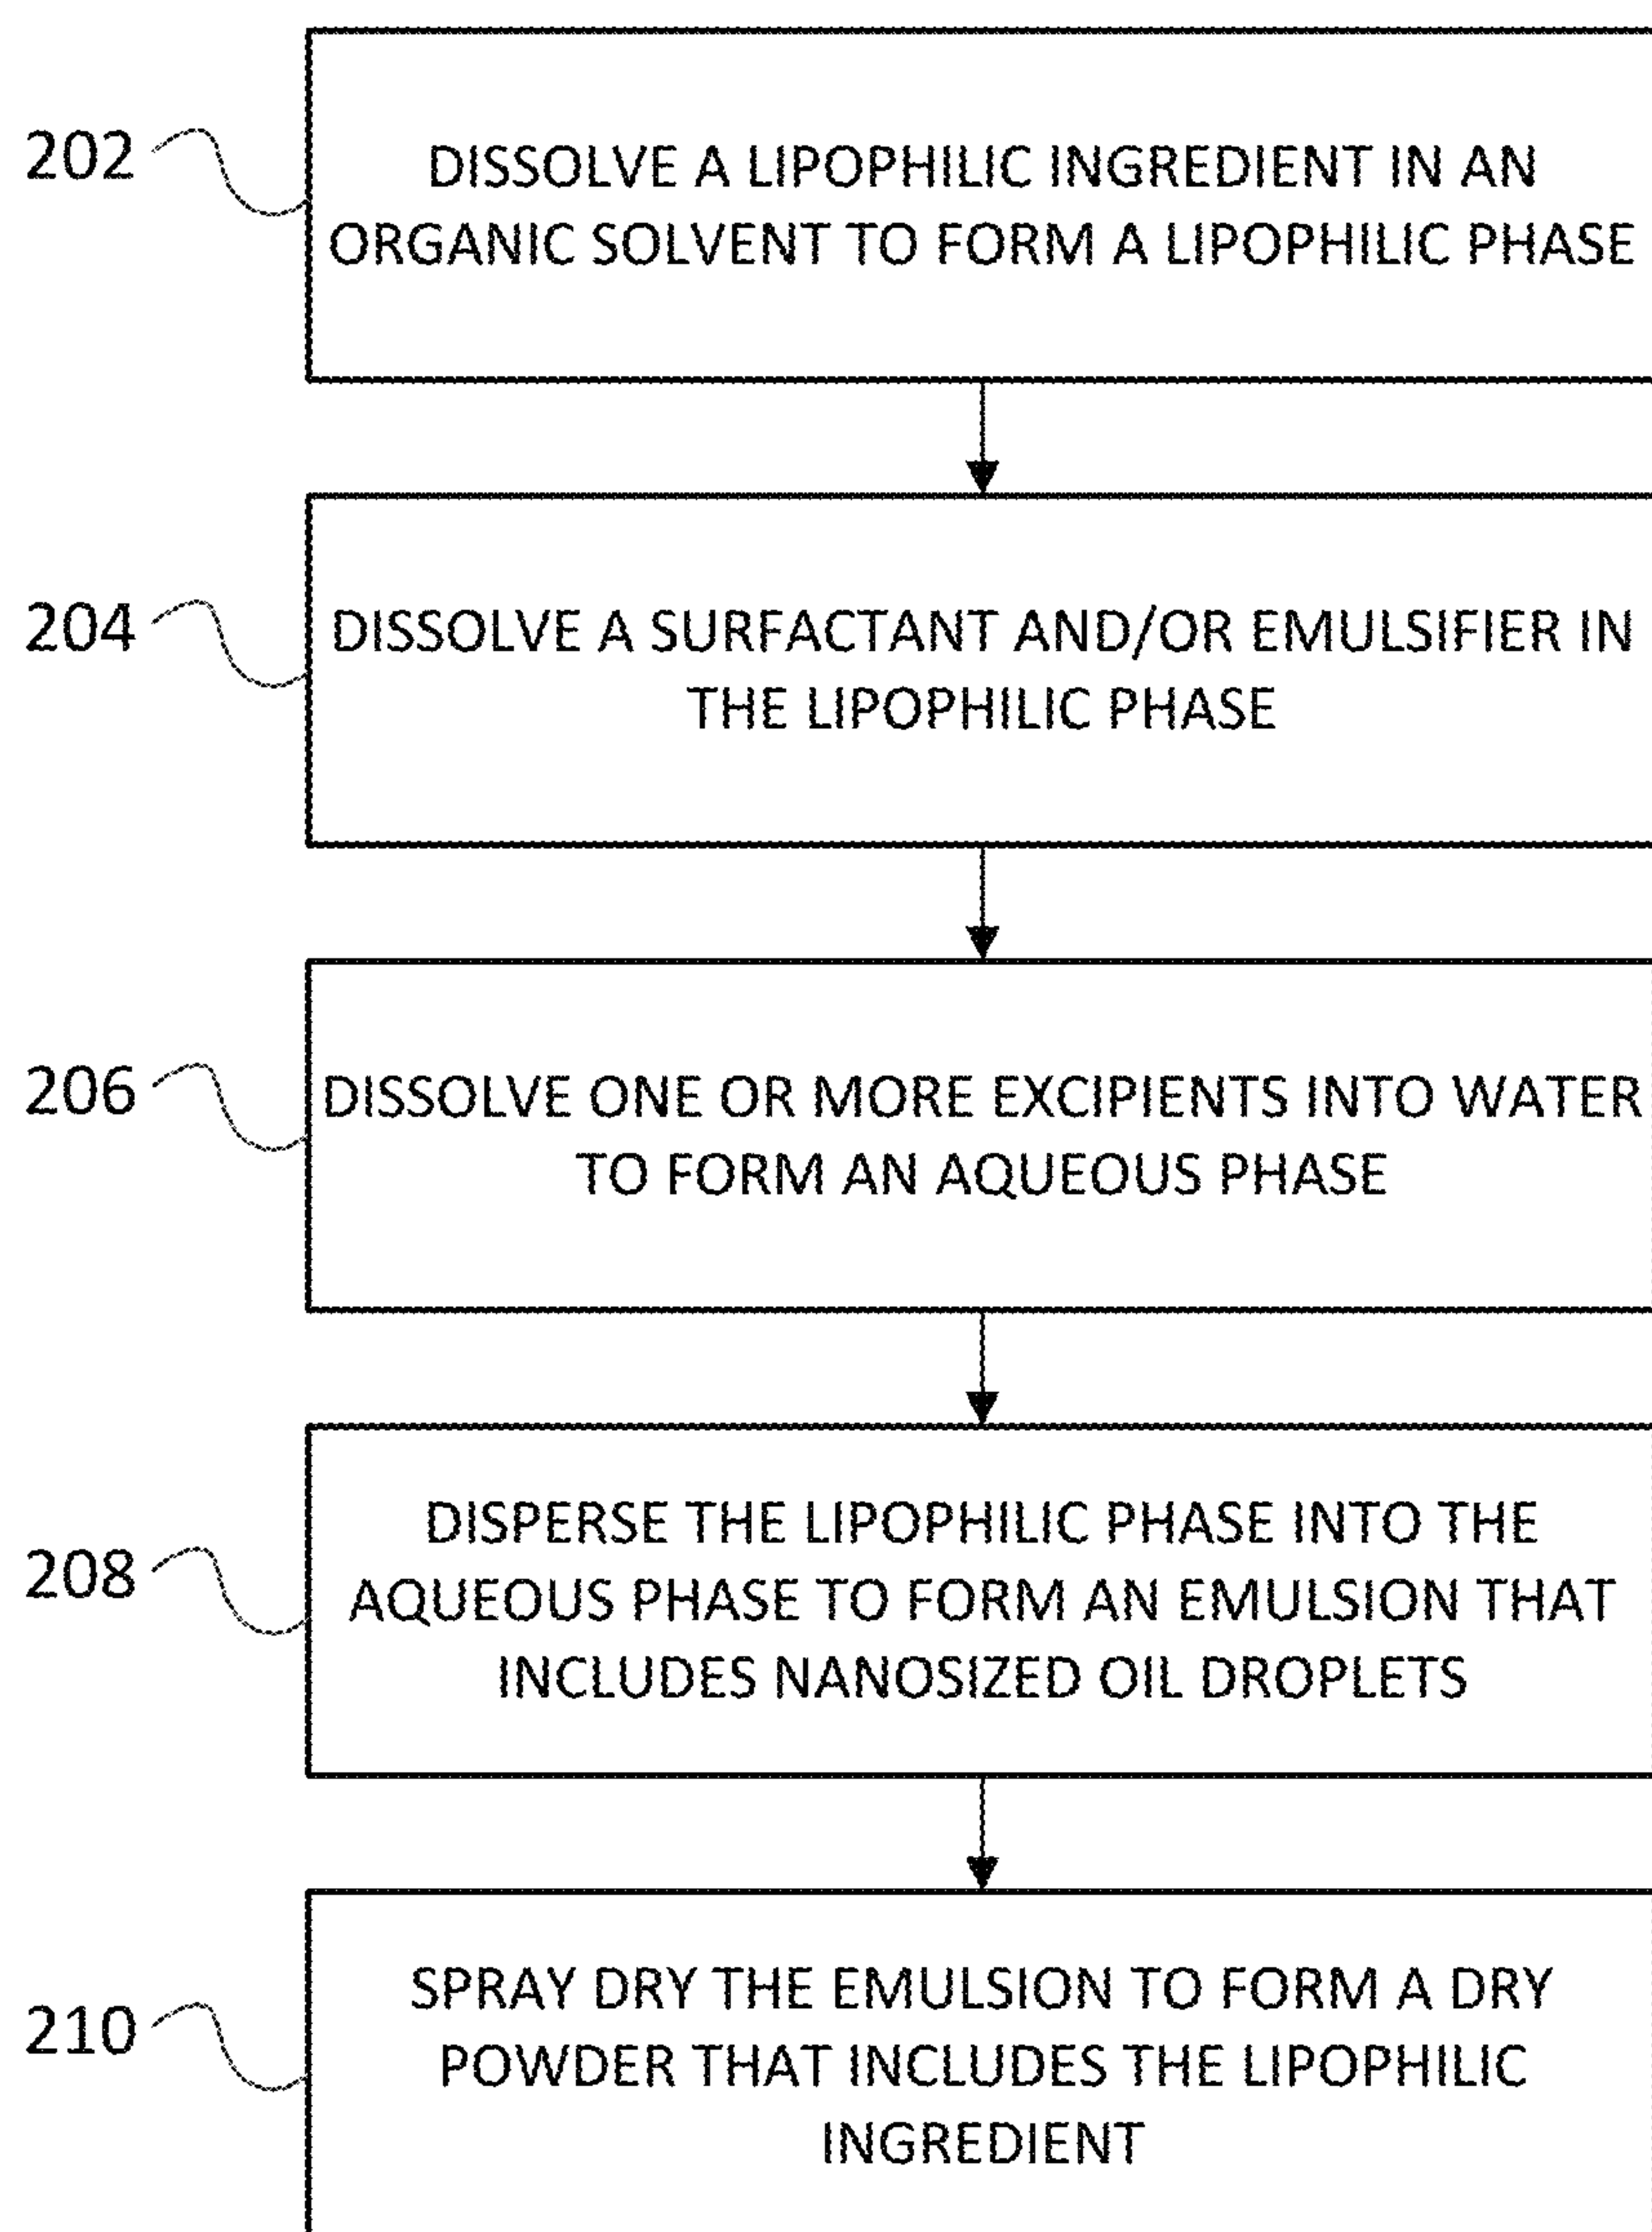 202
DISSOLVE A LIPOPHILIC INGREDIENT IN AN
ORGANIC SOLVENT TO FORM A LIPOPHILIC PHASE
204
DISSOLVE A SURFACTANT AND/OR EMULSIFIER IN
THE LIPOPHILIC PHASE
206
DISSOLVE ONE OR MORE EXCIPIENTS INTO WATER
TO FORM AN AQUEOUS PHASE
208
DISPERSE THE LIPOPHILIC PHASE INTO THE
AQUEOUS PHASE TO FORM AN EMULSION THAT
INCLUDES NANOSIZED OIL DROPLETS
210
SPRAY DRY THE EMULSION TO FORM A DRY
POWDER THAT INCLUDES THE LIPOPHILIC
INGREDIENT